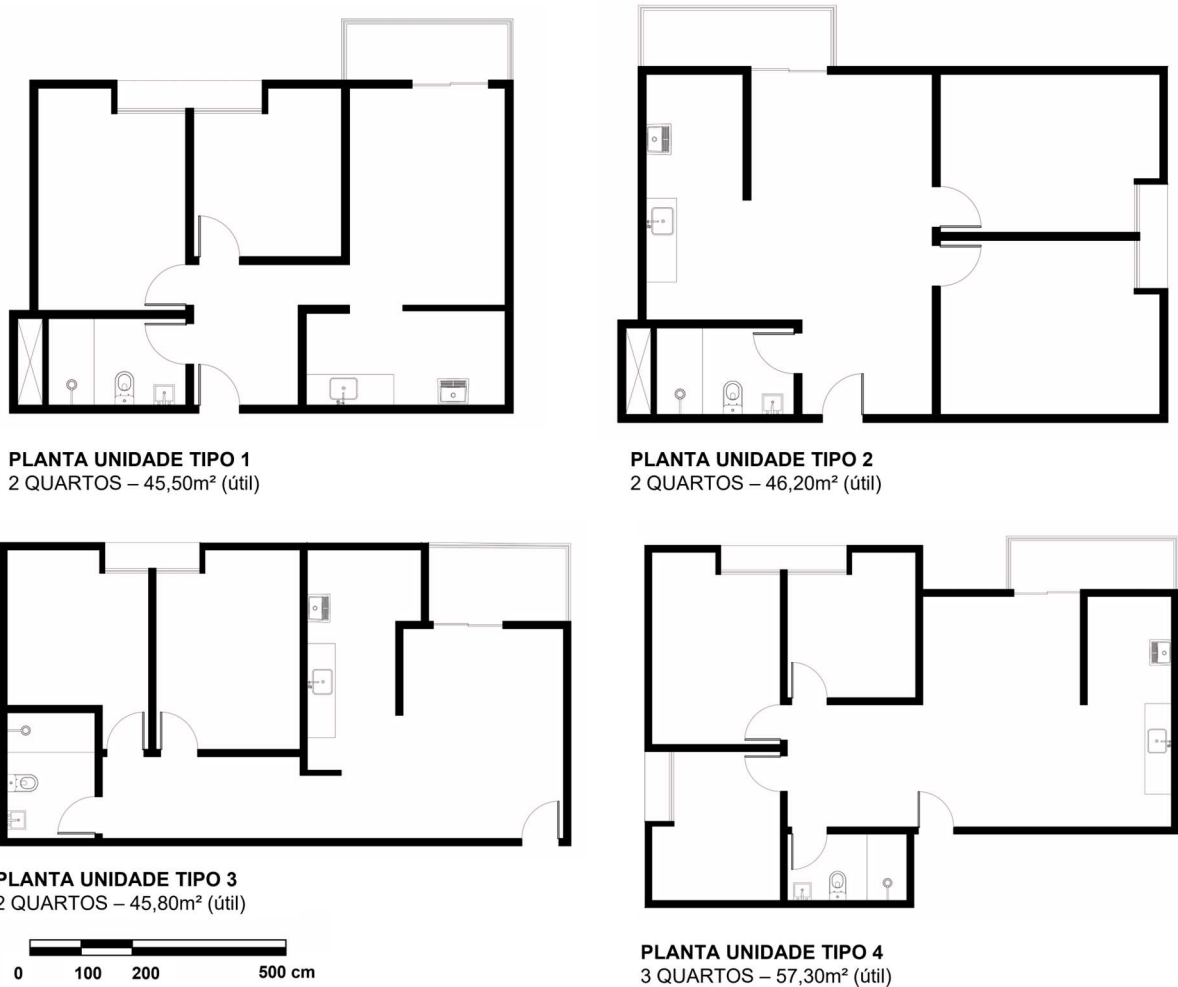 PLANTA UNIDADE TIPO 1
2 QUARTOS – 45,50m² (útil)
PLANTA UNIDADE TIPO 2
2 QUARTOS – 46,20m² (útil)
PLANTA UNIDADE TIPO 3
2 QUARTOS – 45,80m² (útil)
0 100 200 500 cm
PLANTA UNIDADE TIPO 4
3 QUARTOS – 57,30m² (útil)